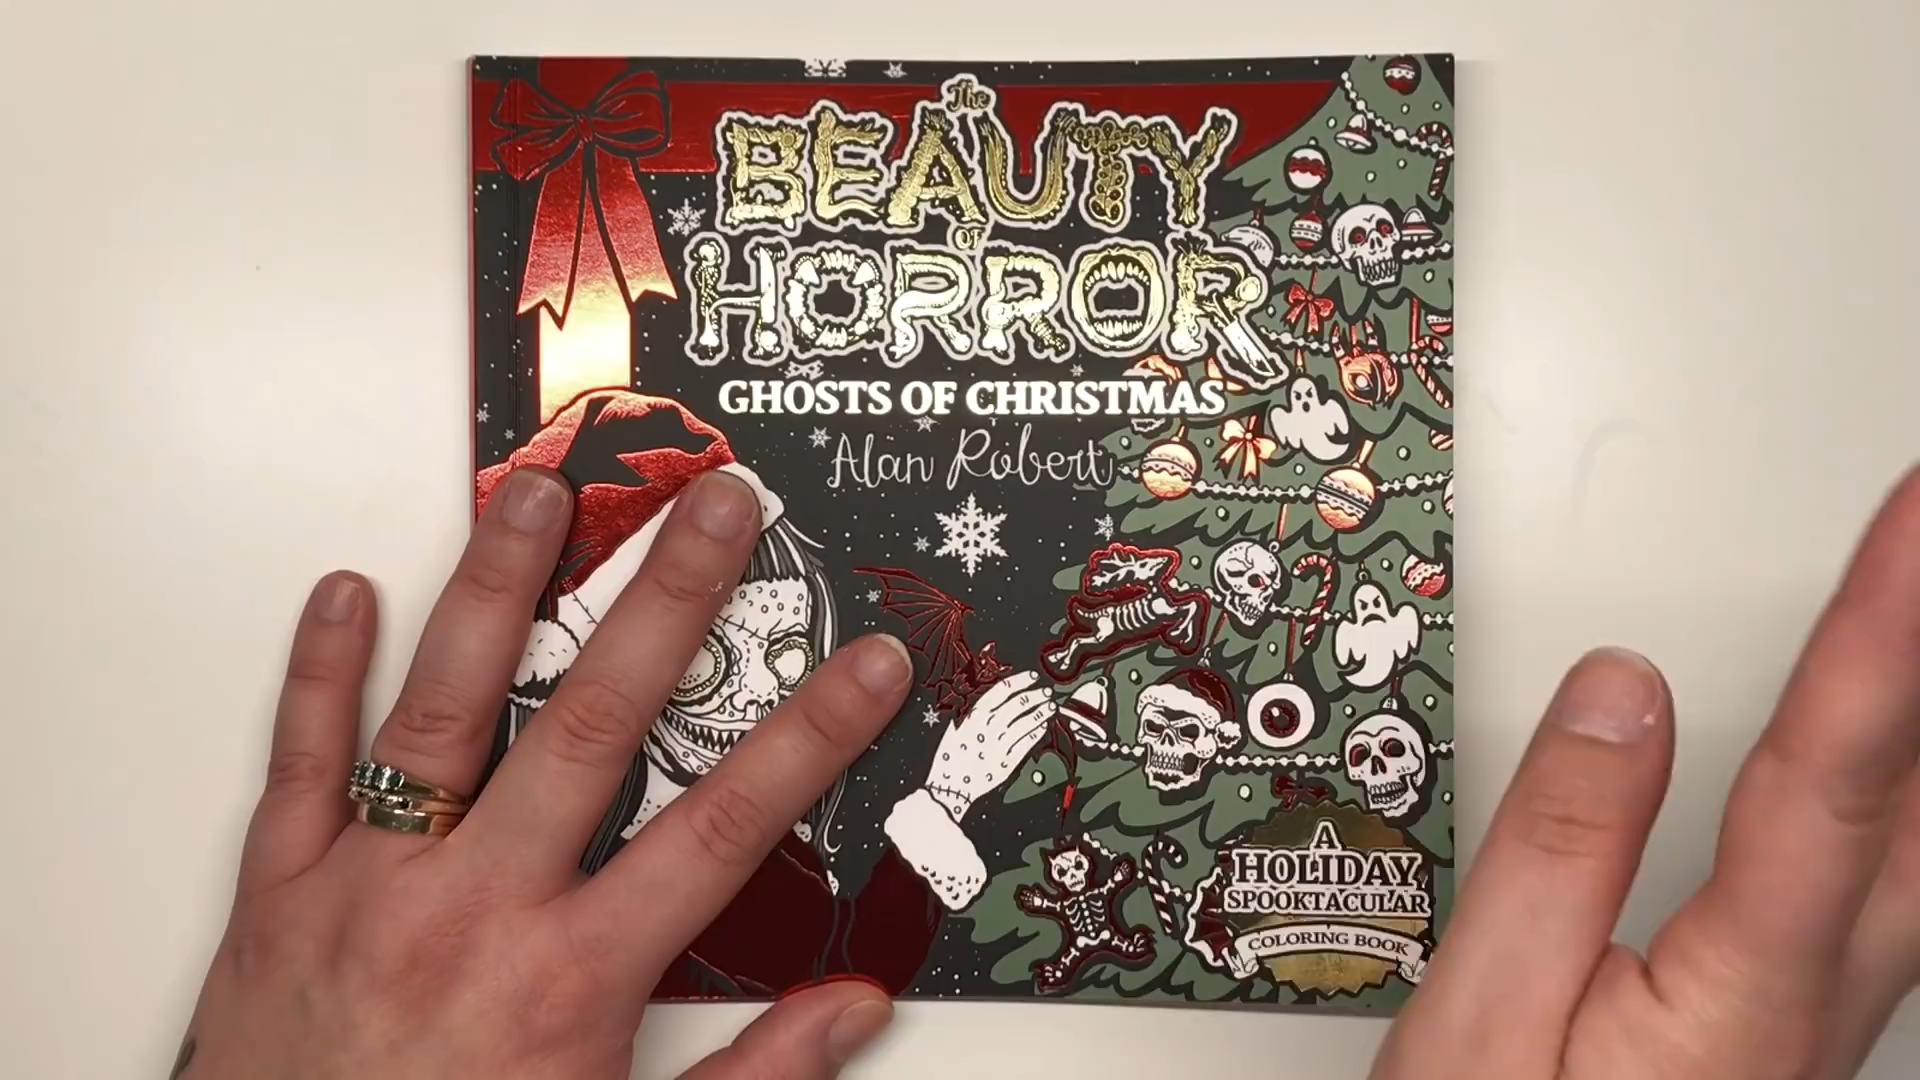 The
BEAUTY
OF
HORROR
GHOSTS OF CHRISTMAS
Alan Robert
A
HOLIDAY
SPOOKTACULAR
COLORING BOOK